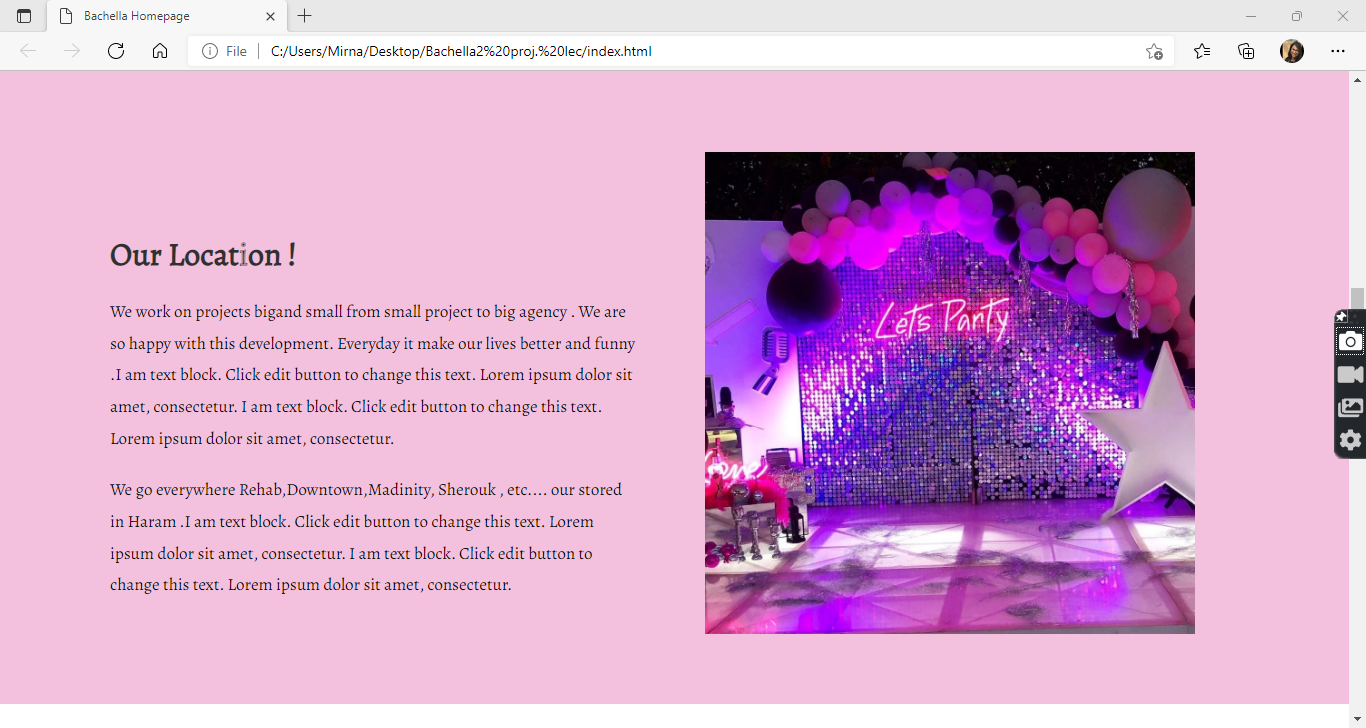 Bachella Homepage
File
C:/Users/Mirna/Desktop/Bachella2%20proj.%20lec/index.html
Our Location !
We work on projects bigand small from small project to big agency . We are
so happy with this development. Everyday it make our lives better and funny
.I am text block. Click edit button to change this text. Lorem ipsum dolor sit
amet, consectetur. I am text block. Click edit button to change this text.
Lorem ipsum dolor sit amet, consectetur.
We go everywhere Rehab,Downtown,Madinity, Sherouk , etc.... our stored
in Haram .I am text block. Click edit button to change this text. Lorem
ipsum dolor sit amet, consectetur. I am text block. Click edit button to
change this text. Lorem ipsum dolor sit amet, consectetur.
Lets Party